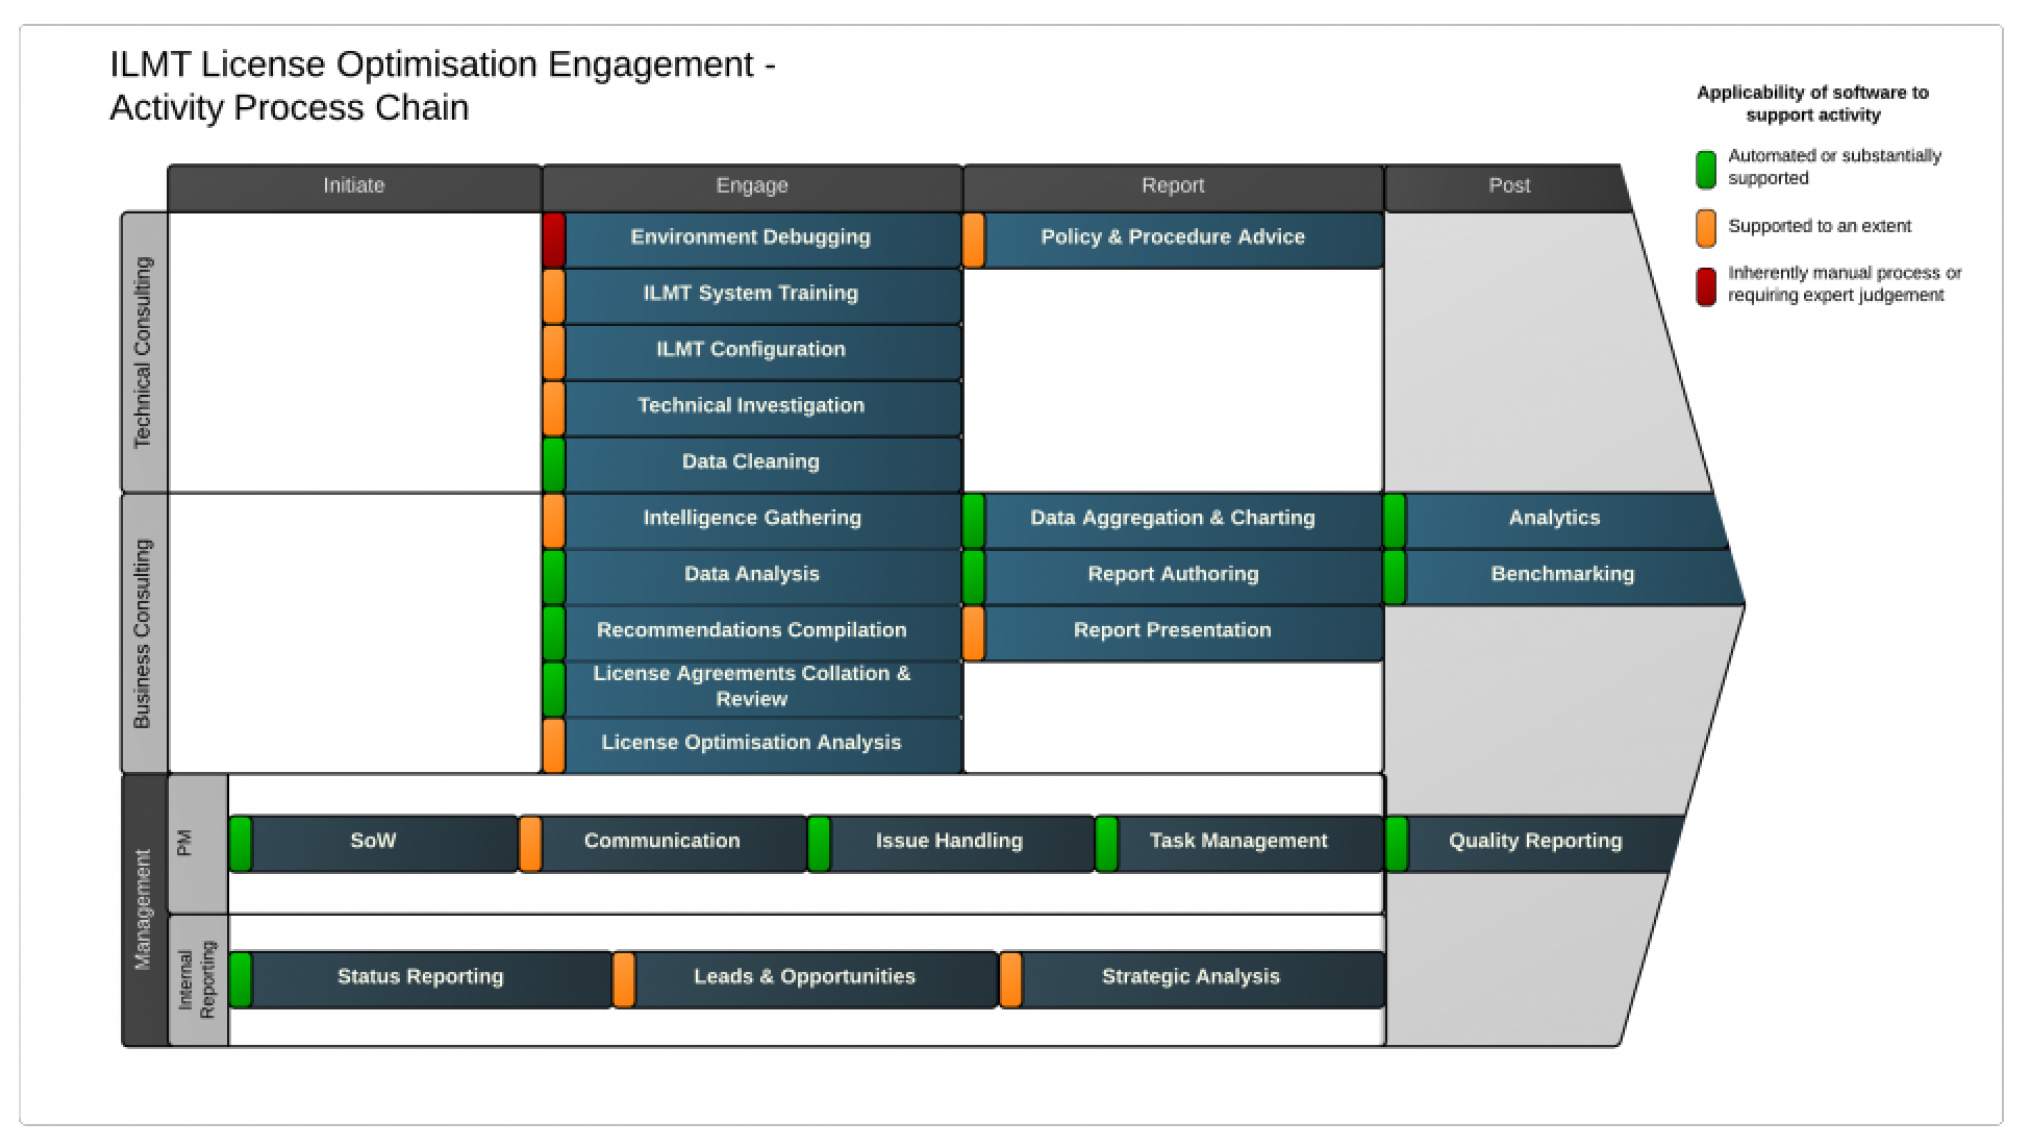 ILMT License Optimisation Engagement -
Activity Process Chain
Applicability of software to
support activity
Automated or substantially
supported
Supported to an extent
Inherently manual process or
requiring expert judgement
Initiate
Engage
Report
Post
Technical Consulting
Environment Debugging
Policy & Procedure Advice
ILMT System Training
ILMT Configuration
Technical Investigation
Data Cleaning
Business Consulting
Intelligence Gathering
Data Aggregation & Charting
Analytics
Data Analysis
Report Authoring
Benchmarking
Recommendations Compilation
Report Presentation
License Agreements Collation &
Review
License Optimisation Analysis
Management
PM
SoW
Communication
Issue Handling
Task Management
Quality Reporting
Internal
Reporting
Status Reporting
Leads & Opportunities
Strategic Analysis